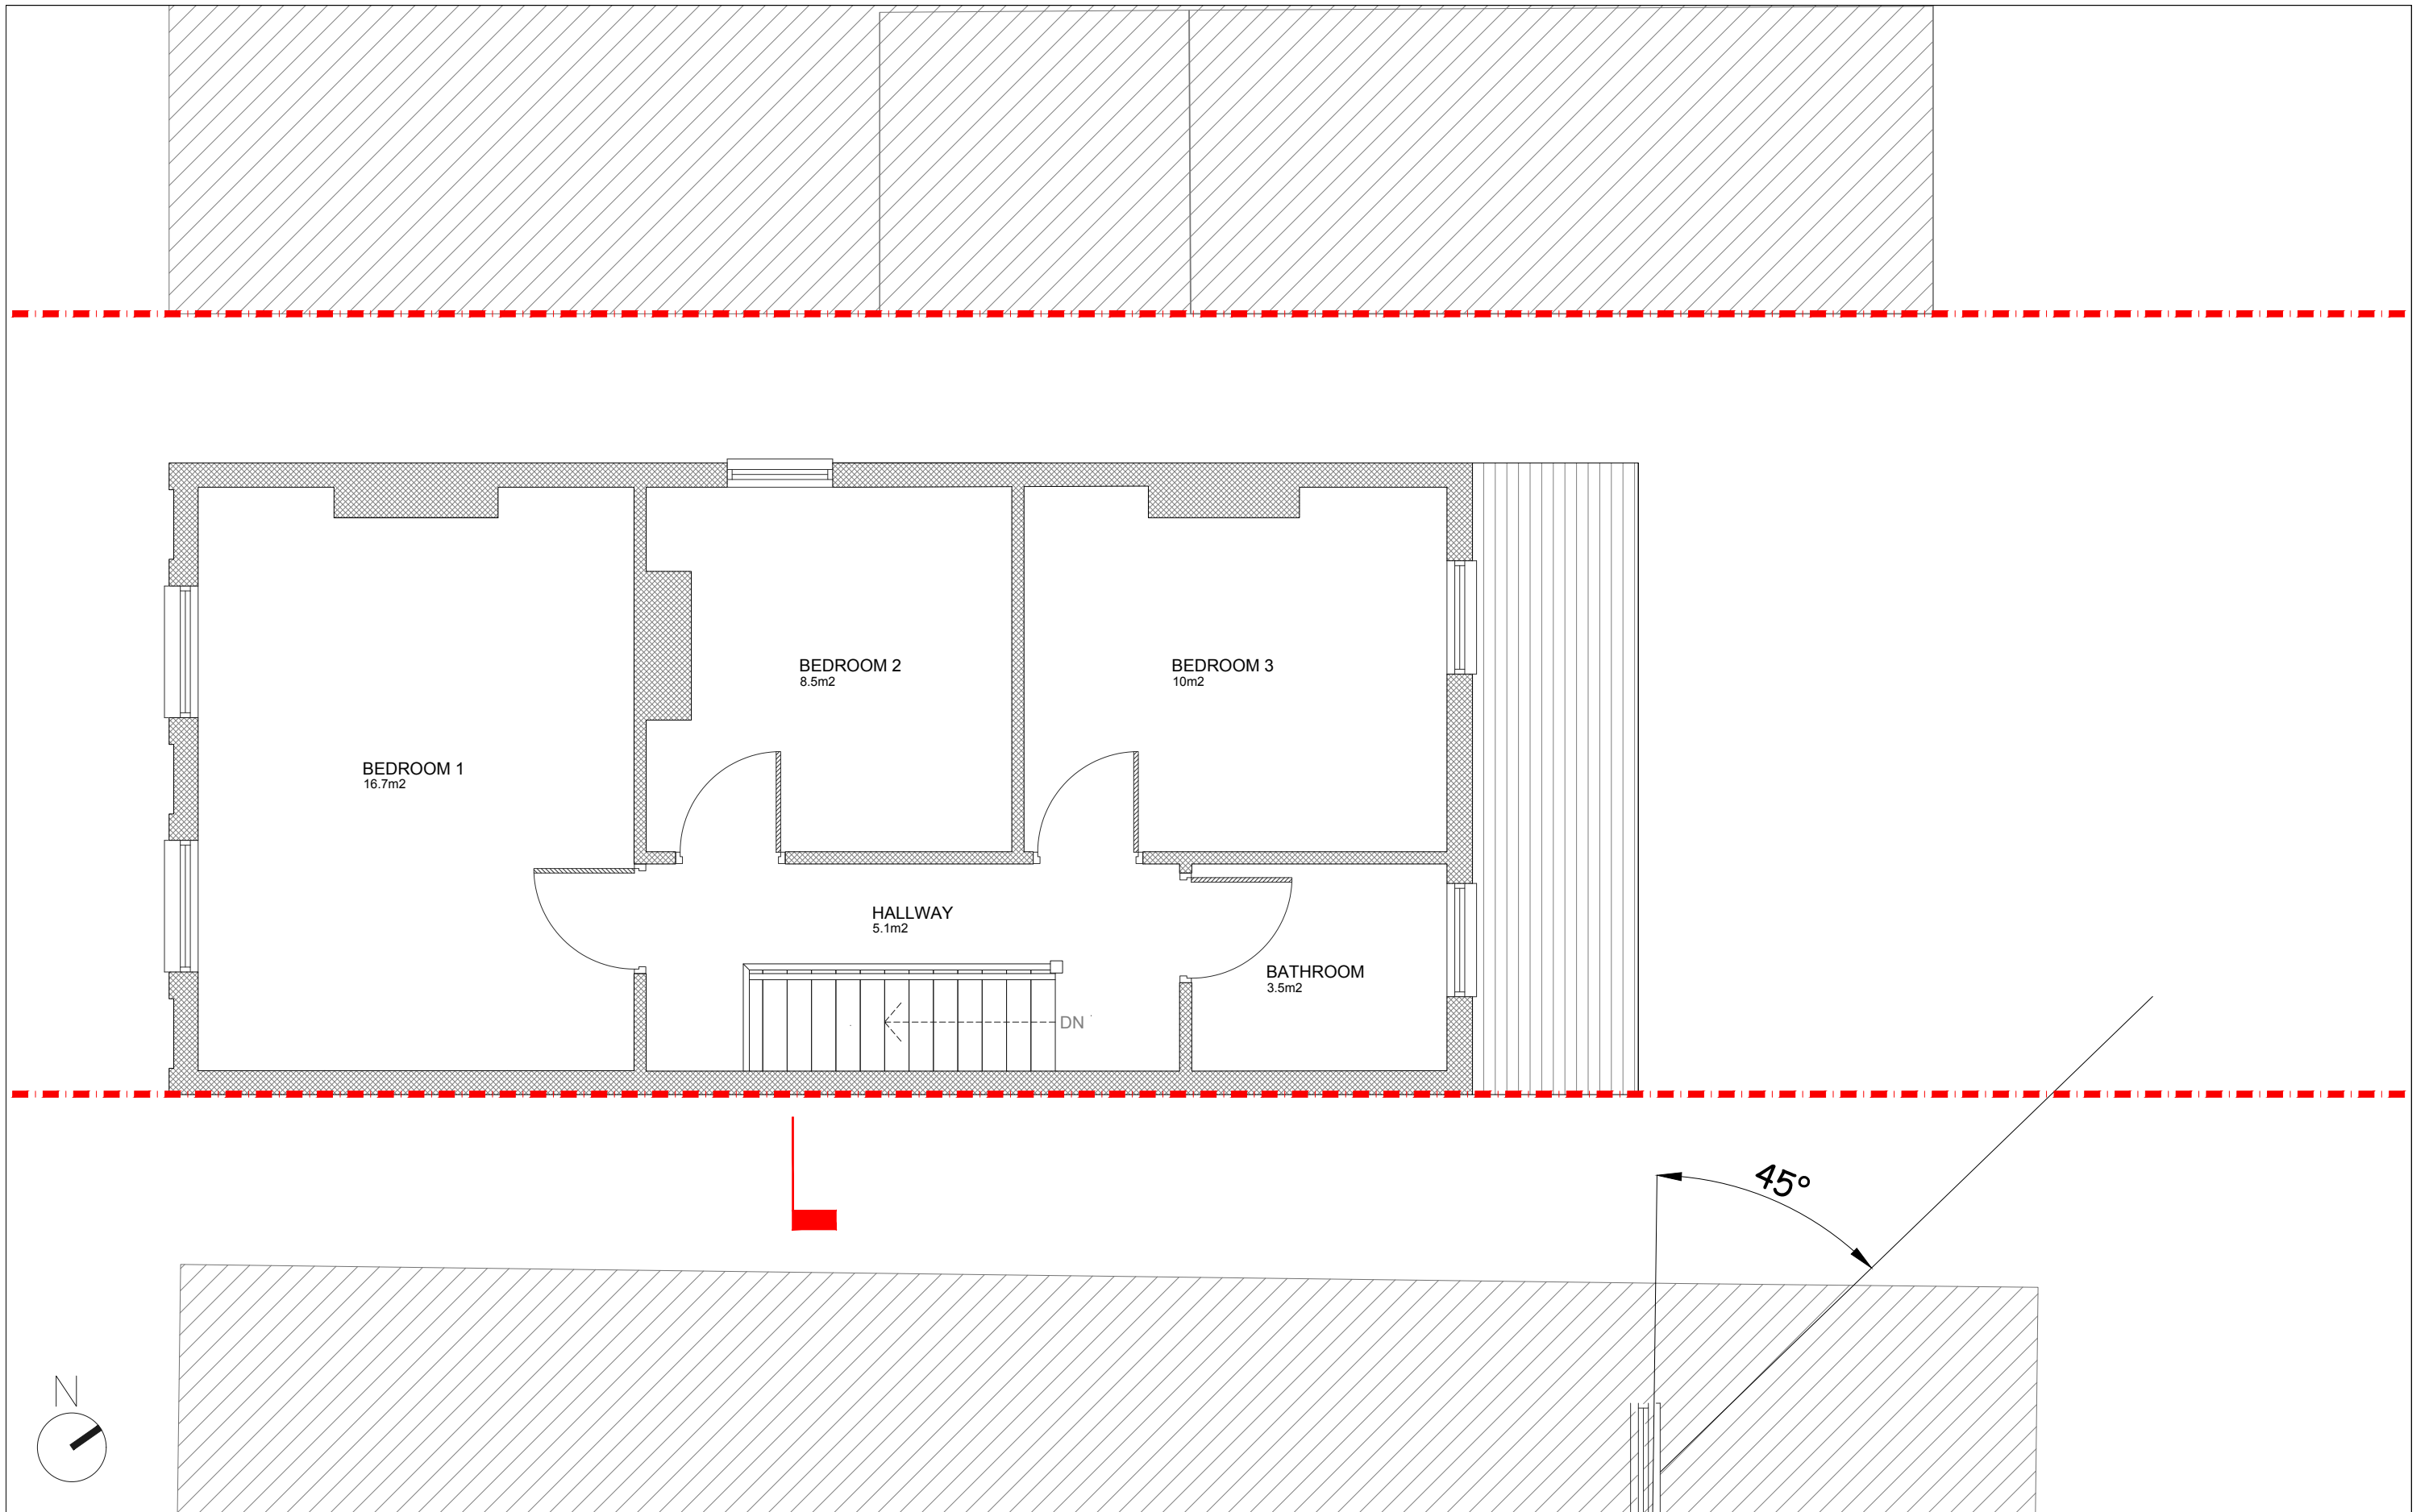 BEDROOM 2
8.5m2
BEDROOM 3
10m2
BEDROOM 1
16.7m2
HALLWAY
5.1m2
BATHROOM
3.5m2
DN
45°
N